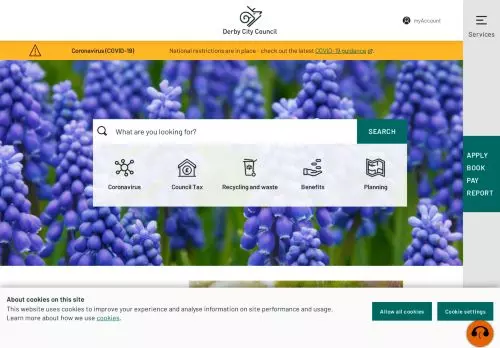 Derby City Council
myAccount
Services
Coronavirus (COVID-19)
National restrictions are in place - check out the latest COVID-19 guidance.
What are you looking for?
SEARCH
Coronavirus
Council Tax
Recycling and waste
Benefits
Planning
APPLY
BOOK
PAY
REPORT
About cookies on this site
This website uses cookies to improve your experience and analyse information on site performance and usage.
Learn more about how we use cookies.
Allow all cookies
Cookie settings